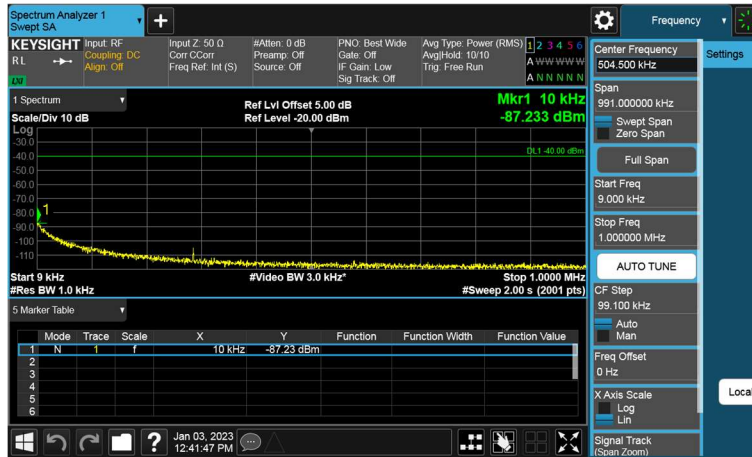 Spectrum Analyzer 1
Swept SA
Frequency
KEYSIGHT
RL
LXI
Input: RF
Coupling: DC
Align: Off
Input Z: 50 Ω
Corr CCorr
Freq Ref: Int (S)
#Atten: 0 dB
Preamp: Off
Source: Off
PNO: Best Wide
Gate: Off
IF Gain: Low
Sig Track: Off
Avg Type: Power (RMS)
Avg|Hold: 10/10
Trig: Free Run
1 2 3 4 5 6
A W W W W W
A N N N N N
1 Spectrum
Scale/Div 10 dB
Ref Lvl Offset 5.00 dB
Ref Level -20.00 dBm
Mkr1 10 kHz
-87.233 dBm
Log
-30.0
-40.0
-50.0
-60.0
-70.0
-80.0
-90.0
-100
-110
DL1 -40.00 dBm
1
Start 9 kHz
#Res BW 1.0 kHz
#Video BW 3.0 kHz*
Stop 1.0000 MHz
#Sweep 2.00 s (2001 pts)
5 Marker Table
Mode Trace Scale X Y Function Function Width Function Value
1 N 1 f 10 kHz -87.23 dBm
2
3
4
5
6
Jan 03, 2023
12:41:47 PM
Center Frequency
504.500 kHz
Settings
Span
991.000000 kHz
Swept Span
Zero Span
Full Span
Start Freq
9.000 kHz
Stop Freq
1.000000 MHz
AUTO TUNE
CF Step
99.100 kHz
Auto
Man
Freq Offset
0 Hz
X Axis Scale
Log
Lin
Local
Signal Track
(Span Zoom)